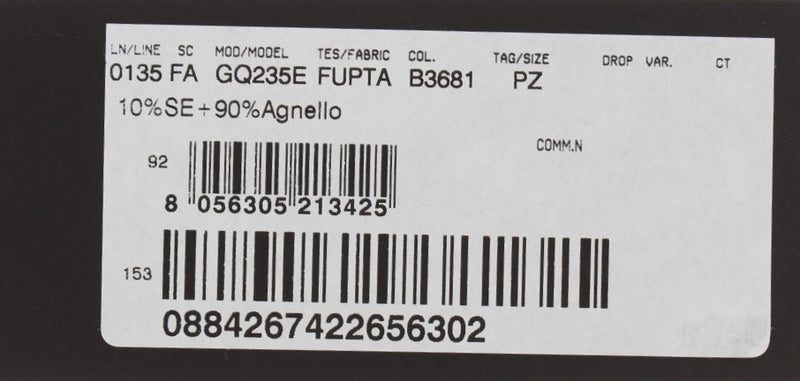 LN/LINE SC MOD/MODEL TES/FABRIC COL. TAG/SIZE DROP VAR. CT
0135 FA GQ235E FUPTA B3681 PZ
10%SE+90%Agnello
COMM.N
92
8 056305 213425
153
0884267422656302